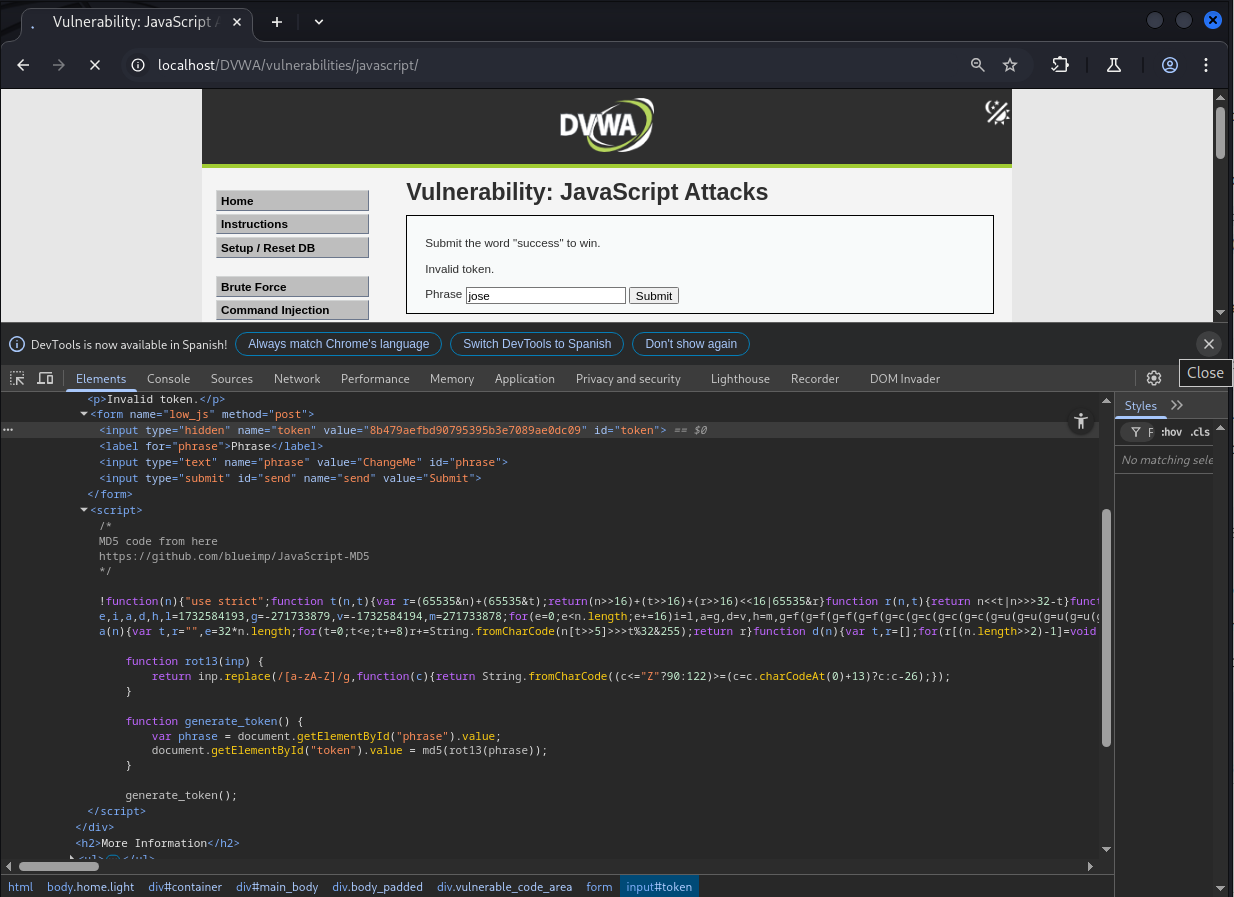 Vulnerability: JavaScript A
localhost/DVWA/vulnerabilities/javascript/
DVWA
Home
Instructions
Setup / Reset DB
Brute Force
Command Injection
Vulnerability: JavaScript Attacks
Submit the word "success" to win.
Invalid token.
Phrase jose Submit
DevTools is now available in Spanish! Always match Chrome's language Switch DevTools to Spanish Don't show again
Close
Elements Console Sources Network Performance Memory Application Privacy and security Lighthouse Recorder DOM Invader
<p>Invalid token.</p>
<form name="low_js" method="post">
<input type="hidden" name="token" value="8b479aefbd90795395b3e7089ae0dc09" id="token"> == $0
<label for="phrase">Phrase</label>
<input type="text" name="phrase" value="ChangeMe" id="phrase">
<input type="submit" id="send" name="send" value="Submit">
</form>
<script>
/*
MD5 code from here
https://github.com/blueimp/JavaScript-MD5
*/
!function(n){"use strict";function t(n,t){var r=(65535&n)+(65535&t);return(n>>16)+(t>>16)+(r>>16)<<16|65535&r}function r(n,t){return n<<t|n>>>32-t}funct
e,i,a,d,h,l=1732584193,g=-271733879,v=-1732584194,m=271733878;for(e=0;e<n.length;e+=16)i=l,a=g,d=v,h=m,g=f(g=f(g=f(g=f(g=c(g=c(g=c(g=c(g=u(g=u(g=u(g=u(g
a(n){var t,r="",e=32*n.length;for(t=0;t<e;t+=8)r+=String.fromCharCode(n[t>>5]>>>t%32&255);return r}function d(n){var t,r=[];for(r[(n.length>>2)-1]=void
function rot13(inp) {
return inp.replace(/[a-zA-Z]/g,function(c){return String.fromCharCode((c<="Z"?90:122)>=(c=c.charCodeAt(0)+13)?c:c-26);});
}
function generate_token() {
var phrase = document.getElementById("phrase").value;
document.getElementById("token").value = md5(rot13(phrase));
}
generate_token();
</script>
</div>
<h2>More Information</h2>
Styles
F :hov .cls
No matching sele
html body.home.light div#container div#main_body div.body_padded div.vulnerable_code_area form input#token